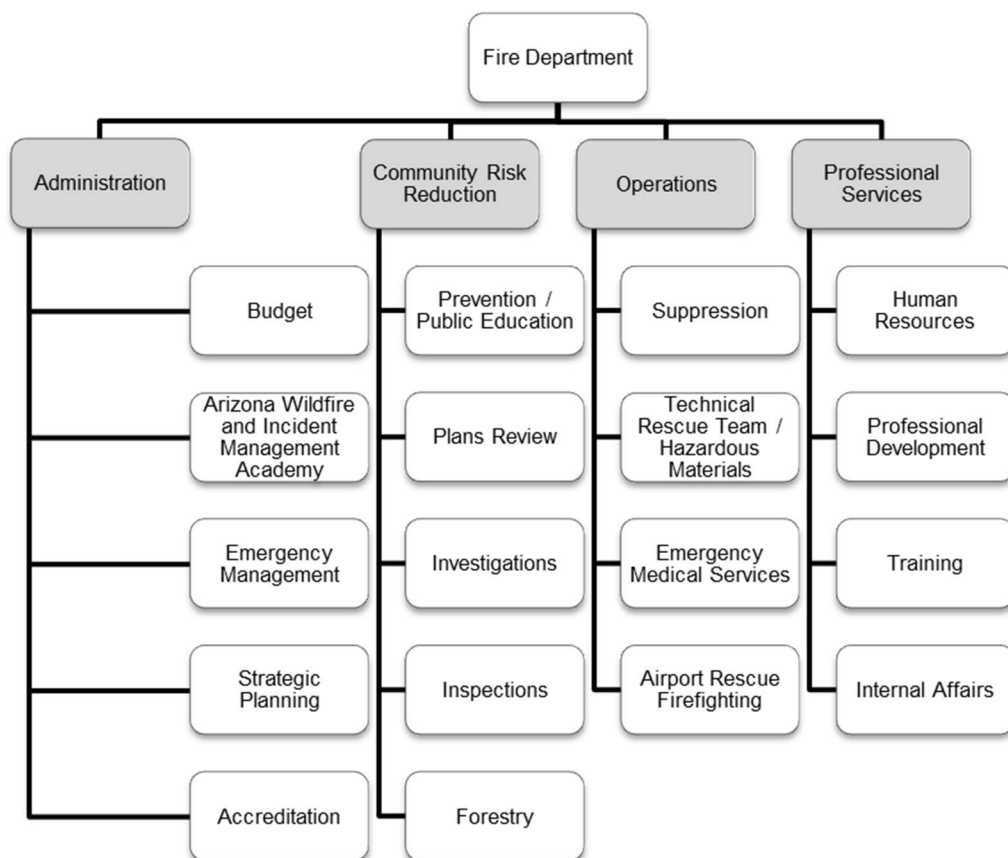 Fire Department
Administration
Community Risk
Reduction
Operations
Professional
Services
Budget
Arizona Wildfire
and Incident
Management
Academy
Emergency
Management
Strategic
Planning
Accreditation
Prevention /
Public Education
Plans Review
Investigations
Inspections
Forestry
Suppression
Technical
Rescue Team /
Hazardous
Materials
Emergency
Medical Services
Airport Rescue
Firefighting
Human
Resources
Professional
Development
Training
Internal Affairs